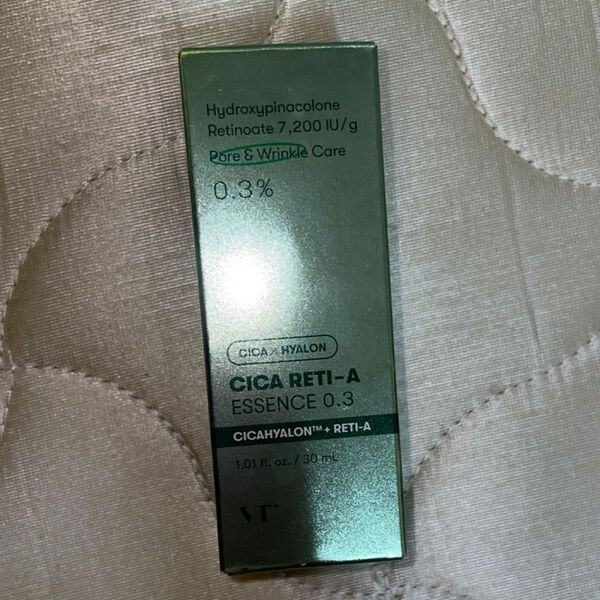 Hydroxypinacolone
Retinoate 7,200 IU/g
Pore & Wrinkle Care
0.3%
CICA × HYALON
CICA RETI-A
ESSENCE 0.3
CICAHYALON™ + RETI-A
1.01 fl. oz. / 30 mL
VT